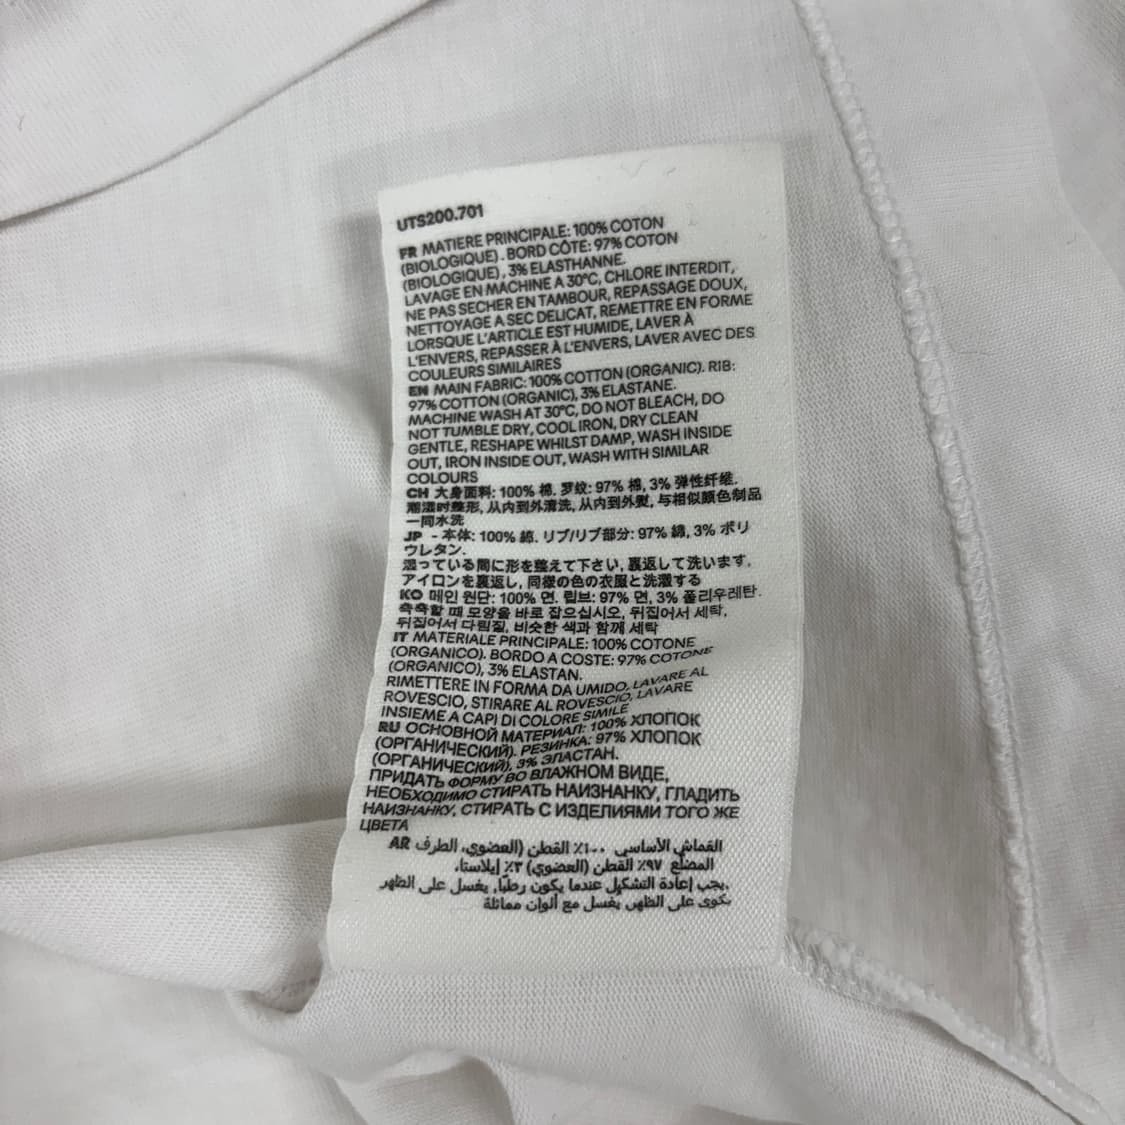 UTS200.701
FR MATIERE PRINCIPALE: 100% COTON
(BIOLOGIQUE). BORD CÔTE: 97% COTON
(BIOLOGIQUE), 3% ELASTHANNE.
LAVAGE EN MACHINE A 30°C, CHLORE INTERDIT,
NE PAS SECHER EN TAMBOUR, REPASSAGE DOUX,
NETTOYAGE A SEC DELICAT, REMETTRE EN FORME
LORSQUE L'ARTICLE EST HUMIDE, LAVER À
L'ENVERS, REPASSER À L'ENVERS, LAVER AVEC DES
COULEURS SIMILAIRES
EN MAIN FABRIC: 100% COTTON (ORGANIC). RIB:
97% COTTON (ORGANIC), 3% ELASTANE.
MACHINE WASH AT 30°C, DO NOT BLEACH, DO
NOT TUMBLE DRY, COOL IRON, DRY CLEAN
GENTLE, RESHAPE WHILST DAMP, WASH INSIDE
OUT, IRON INSIDE OUT, WASH WITH SIMILAR
COLOURS
CH 大身面料: 100% 棉. 罗纹: 97% 棉, 3% 弹性纤维.
潮湿时整形, 从内到外清洗, 从内到外熨, 与相似颜色制品
一同水洗
JP - 本体: 100% 綿. リブ/リブ部分: 97% 綿, 3% ポリ
ウレタン.
湿っている間に形を整えて下さい, 裏返して洗います,
アイロンを裏返し, 同様の色の衣服と洗濯する
KO 메인 원단: 100% 면. 립브: 97% 면, 3% 폴리우레탄.
축축할 때 모양을 바로 잡으십시오, 뒤집어서 세탁,
뒤집어서 다림질, 비슷한 색과 함께 세탁
IT MATERIALE PRINCIPALE: 100% COTONE
(ORGANICO). BORDO A COSTE: 97% COTONE
(ORGANICO), 3% ELASTAN.
RIMETTERE IN FORMA DA UMIDO, LAVARE AL
ROVESCIO, STIRARE AL ROVESCIO, LAVARE
INSIEME A CAPI DI COLORE SIMILE
RU ОСНОВНОЙ МАТЕРИАЛ: 100% ХЛОПОК
(ОРГАНИЧЕСКИЙ). РЕЗИНКА: 97% ХЛОПОК
(ОРГАНИЧЕСКИЙ), 3% ЭЛАСТАН.
ПРИДАТЬ ФОРМУ ВО ВЛАЖНОМ ВИДЕ,
НЕОБХОДИМО СТИРАТЬ НАИЗНАНКУ, ГЛАДИТЬ
НАИЗНАНКУ, СТИРАТЬ С ИЗДЕЛИЯМИ ТОГО ЖЕ
ЦВЕТА
القماش الأساسي ١٠٠٪ القطن (العضوي). الطرف AR
المضلّع ٩٧٪ القطن (العضوي) ٣٪ إيلاستا،
يجب إعادة التشكيل عندما يكون رطبًا, يغسل على الظهر,
يكوى على الظهر, يُغسل مع ألوان مماثلة